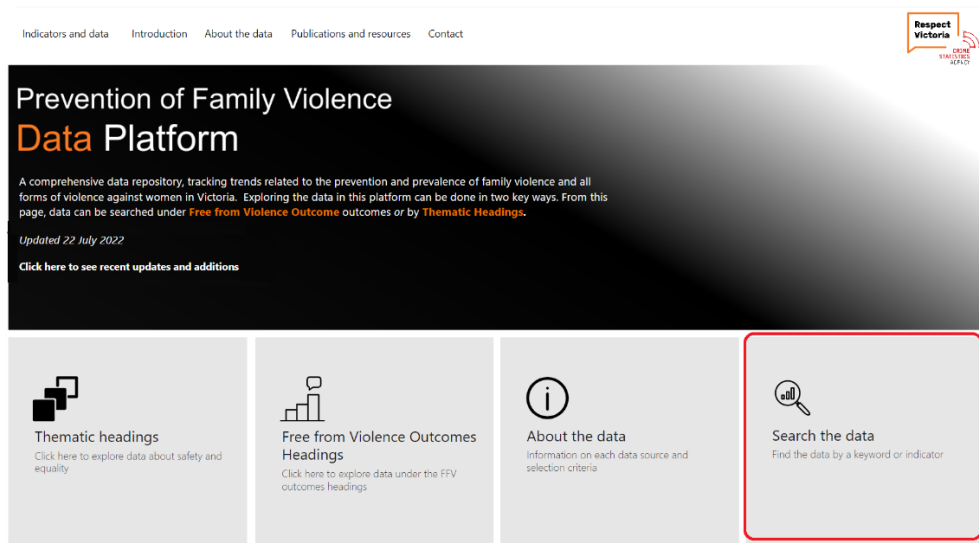 Indicators and data Introduction About the data Publications and resources Contact
Respect
Victoria
CRIME
STATISTICS
AGENCY
Prevention of Family Violence
Data Platform
A comprehensive data repository, tracking trends related to the prevention and prevalence of family violence and all
forms of violence against women in Victoria. Exploring the data in this platform can be done in two key ways. From this
page, data can be searched under Free from Violence Outcome outcomes or by Thematic Headings.
Updated 22 July 2022
Click here to see recent updates and additions
Thematic headings
Click here to explore data about safety and
equality
Free from Violence Outcomes
Headings
Click here to explore data under the FFV
outcomes headings
About the data
Information on each data source and
selection criteria
Search the data
Find the data by a keyword or indicator